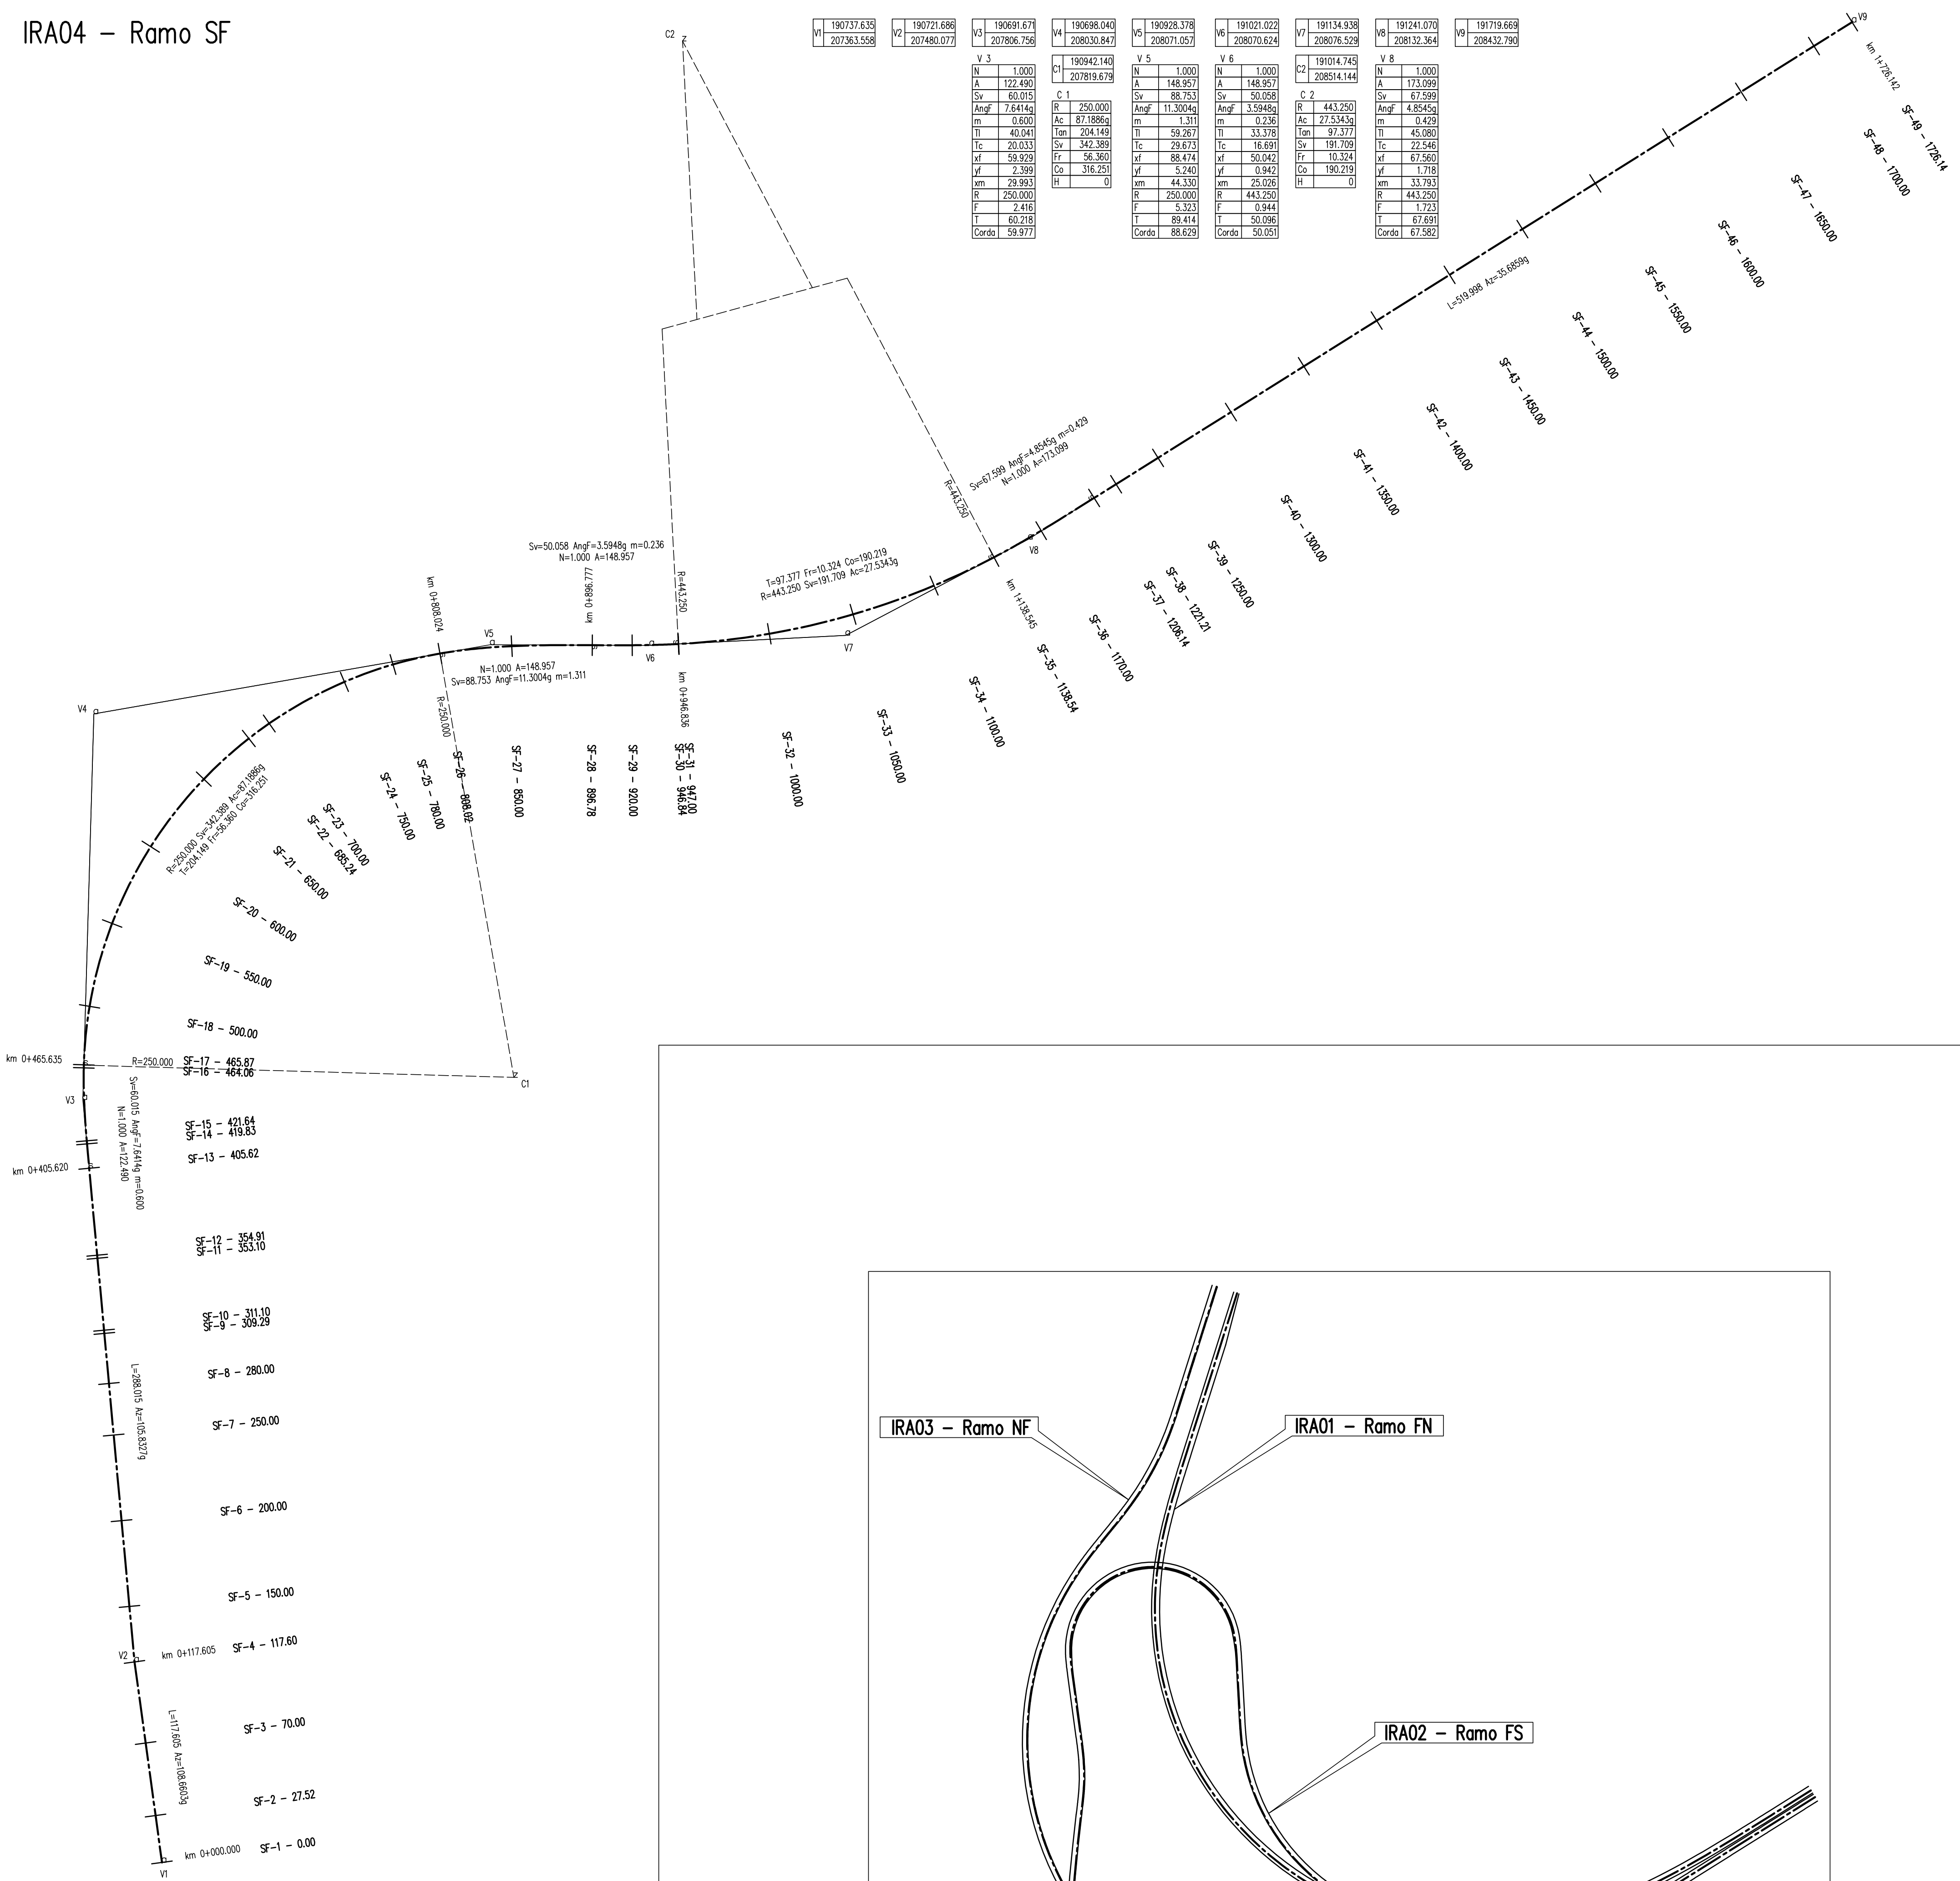 IRA04 - Ramo SF
V1 190737.635
207363.558
V2 190721.686
207480.077
V3 190691.671
207806.756
V4 190698.040
208030.847
V5 190928.378
208071.057
V6 191021.022
208070.624
V7 191134.938
208076.529
V8 191241.070
208132.364
V9 191719.669
208432.790
V 3
N 1.000
A 122.490
Sv 60.015
AngF 7.6414g
m 0.600
Tl 40.041
Tc 20.033
xf 59.929
yf 2.399
xm 29.993
R 250.000
F 2.416
T 60.218
Corda 59.977
C1 190942.140
207819.679
C 1
R 250.000
Ac 87.1886g
Tan 204.149
Sv 342.389
Fr 56.360
Co 316.251
H 0
V 5
N 1.000
A 148.957
Sv 88.753
AngF 11.3004g
m 1.311
Tl 59.267
Tc 29.673
xf 88.474
yf 5.240
xm 44.330
R 250.000
F 5.323
T 89.414
Corda 88.629
V 6
N 1.000
A 148.957
Sv 50.058
AngF 3.5948g
m 0.236
Tl 33.378
Tc 16.691
xf 50.042
yf 0.942
xm 25.026
R 443.250
F 0.944
T 50.096
Corda 50.051
C2 191014.745
208514.144
C 2
R 443.250
Ac 27.5343g
Tan 97.377
Sv 191.709
Fr 10.324
Co 190.219
H 0
V 8
N 1.000
A 173.099
Sv 67.599
AngF 4.8545g
m 0.429
Tl 45.080
Tc 22.546
xf 67.560
yf 1.718
xm 33.793
R 443.250
F 1.723
T 67.691
Corda 67.582
C2
V9
km 1+726.142
SF-49 - 1726.14
SF-48 - 1700.00
SF-47 - 1650.00
SF-46 - 1600.00
SF-45 - 1550.00
SF-44 - 1500.00
SF-43 - 1450.00
SF-42 - 1400.00
SF-41 - 1350.00
SF-40 - 1300.00
SF-39 - 1250.00
SF-38 - 1221.21
SF-37 - 1206.14
SF-36 - 1170.00
SF-35 - 1138.54
SF-34 - 1100.00
SF-33 - 1050.00
SF-32 - 1000.00
SF-31 - 947.00
SF-30 - 946.84
SF-29 - 920.00
SF-28 - 896.78
SF-27 - 850.00
SF-26 - 808.02
SF-25 - 780.00
SF-24 - 750.00
SF-23 - 700.00
SF-22 - 685.24
SF-21 - 650.00
SF-20 - 600.00
SF-19 - 550.00
SF-18 - 500.00
SF-17 - 465.87
SF-16 - 464.06
SF-15 - 421.64
SF-14 - 419.83
SF-13 - 405.62
SF-12 - 354.91
SF-11 - 353.10
SF-10 - 311.10
SF-9 - 309.29
SF-8 - 280.00
SF-7 - 250.00
SF-6 - 200.00
SF-5 - 150.00
SF-4 - 117.60
SF-3 - 70.00
SF-2 - 27.52
SF-1 - 0.00
L=519.998 Az=35.6859g
Sv=67.599 AngF=4.8545g m=0.429
N=1.000 A=173.099
R=443.250
V8
km 1+138.545
T=97.377 Fr=10.324 Co=190.219
R=443.250 Sv=191.709 Ac=27.5343g
V7
Sv=50.058 AngF=3.5948g m=0.236
N=1.000 A=148.957
km 0+896.777
R=443.250
V6
km 0+946.836
km 0+808.024
V5
N=1.000 A=148.957
Sv=88.753 AngF=11.3004g m=1.311
R=250.000
V4
R=250.000 Sv=342.389 Ac=87.1886g
T=204.149 Fr=56.360 Co=316.251
km 0+465.635
R=250.000
C1
V3
Sv=60.015 AngF=7.6414g m=0.600
N=1.000 A=122.490
km 0+405.620
L=288.015 Az=105.8327g
V2
km 0+117.605
L=117.605 Az=108.6603g
km 0+000.000
V1
IRA03 - Ramo NF
IRA01 - Ramo FN
IRA02 - Ramo FS